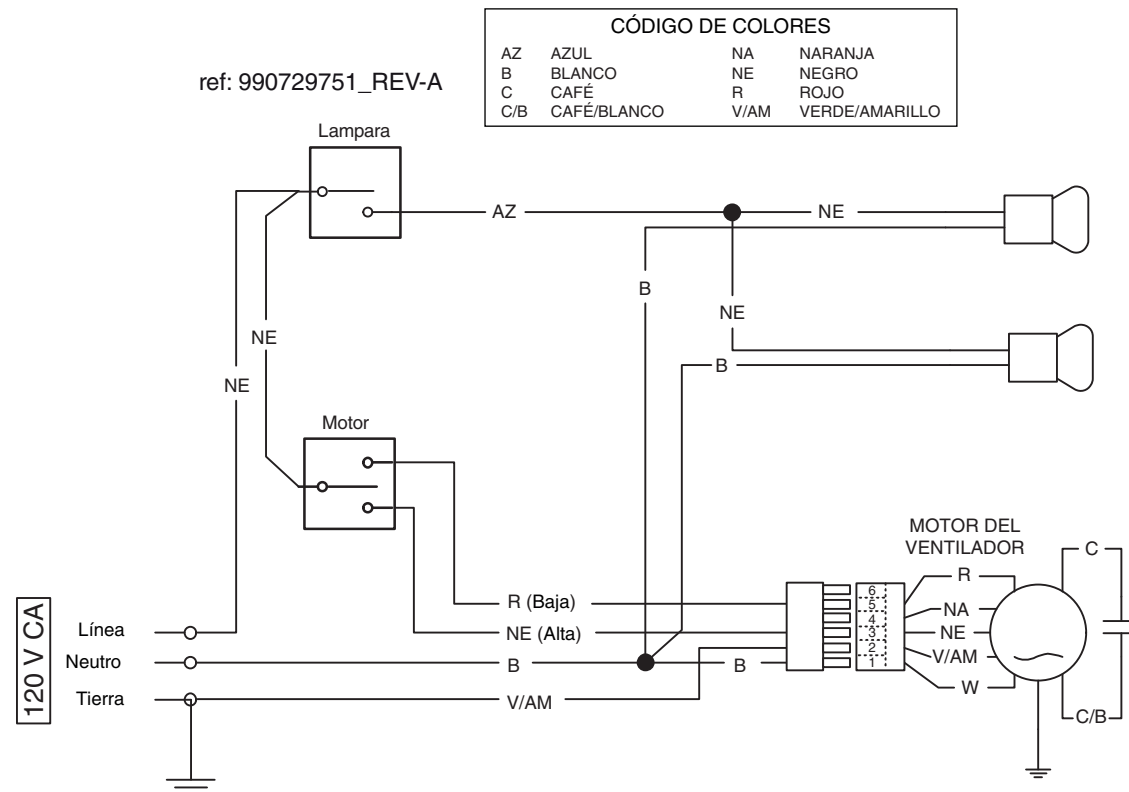 CÓDIGO DE COLORES
AZ AZUL NA NARANJA
B BLANCO NE NEGRO
C CAFÉ R ROJO
C/B CAFÉ/BLANCO V/AM VERDE/AMARILLO
ref: 990729751_REV-A
Lampara
AZ
NE
B
NE
NE
B
NE
Motor
MOTOR DEL
VENTILADOR
C
R
6
5
R (Baja)
NA
4
120 V CA
Línea
NE (Alta)
3
NE
2
V/AM
Neutro
B
B
1
W
Tierra
V/AM
C/B